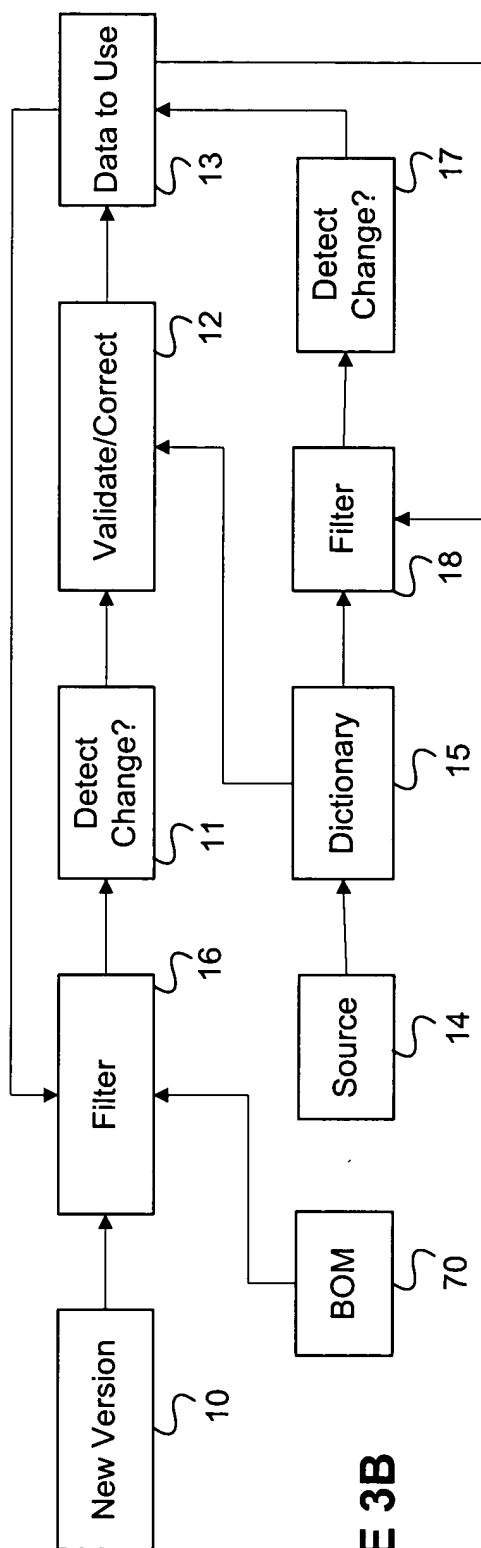 New Version
10
Filter
16
Detect
Change?
11
Validate/Correct
12
Data to Use
13
BOM
70
Source
14
Dictionary
15
Filter
18
Detect
Change?
17
E 3B